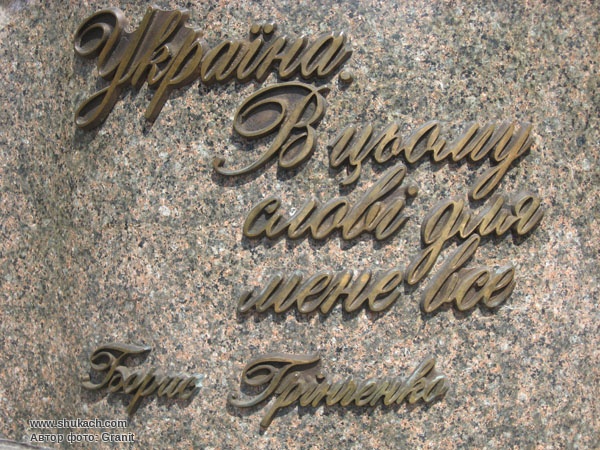 Україна.
В цьому
слові для
мене все
Борис Грінченко
www.shukach.com
Автор фото: Granit